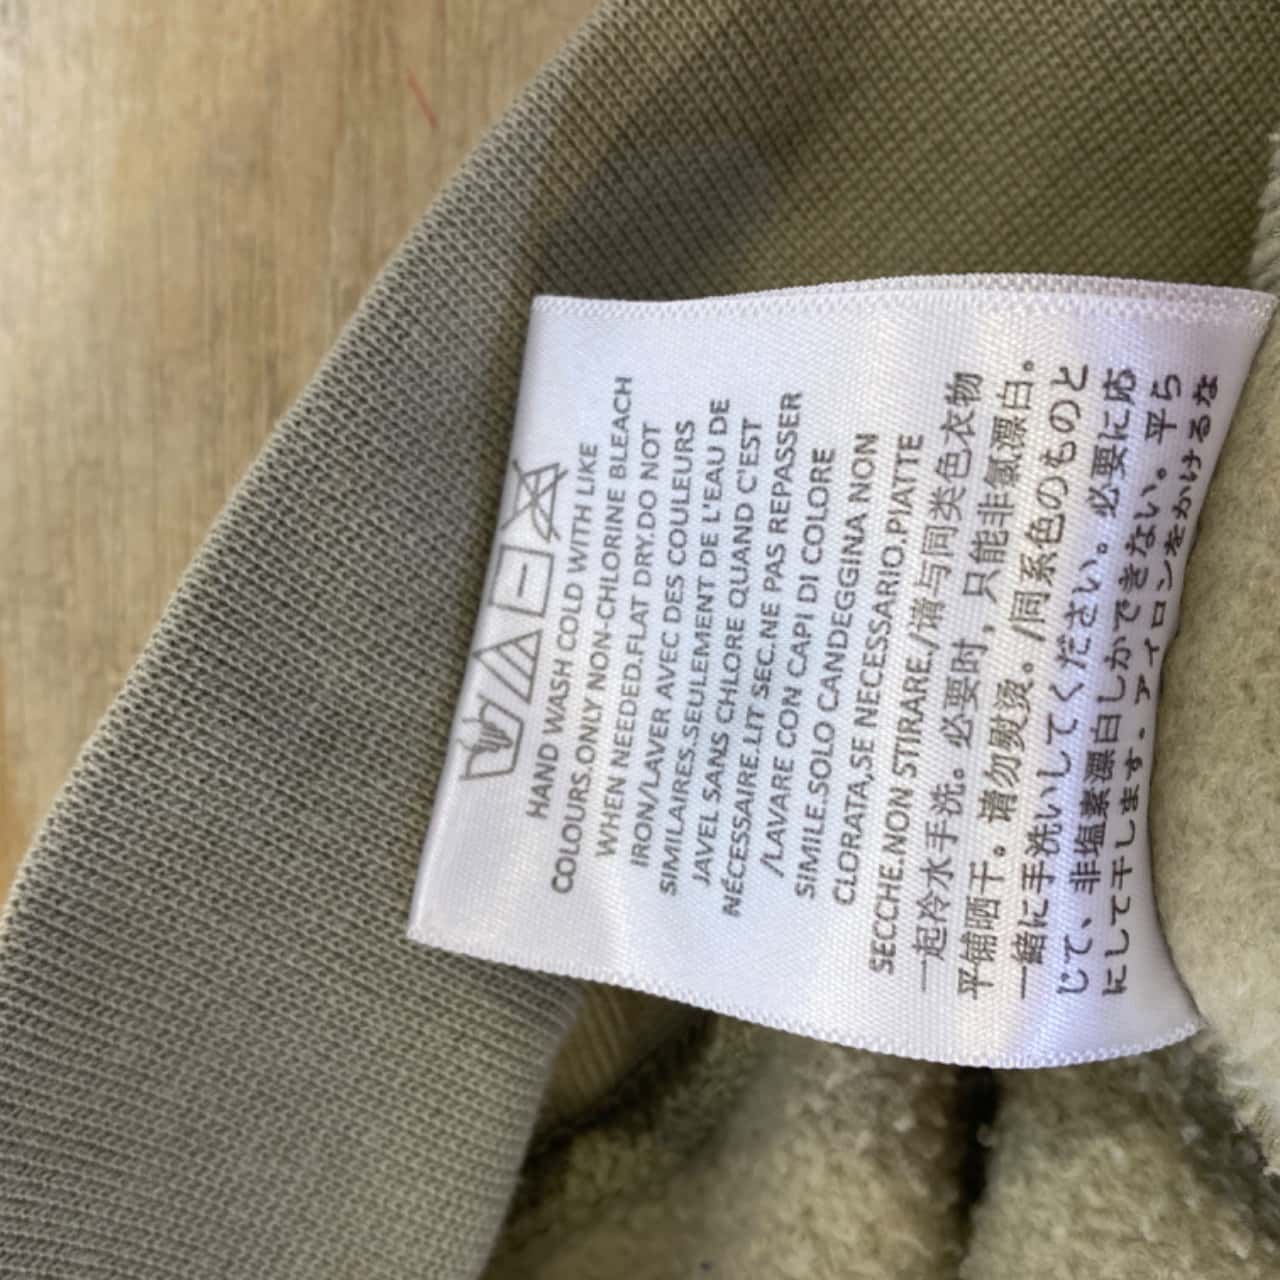 HAND WASH COLD WITH LIKE
COLOURS.ONLY NON-CHLORINE BLEACH
WHEN NEEDED.FLAT DRY.DO NOT
IRON/LAVER AVEC DES COULEURS
SIMILAIRES.SEULEMENT DE L'EAU DE
JAVEL SANS CHLORE QUAND C'EST
NÉCESSAIRE.LIT SEC.NE PAS REPASSER
/LAVARE CON CAPI DI COLORE
SIMILE.SOLO CANDEGGINA NON
CLORATA,SE NECESSARIO.PIATTE
SECCHE.NON STIRARE./请与同类色衣物
一起冷水手洗。必要时，只能非氯漂白。
平铺晒干。请勿熨烫。/同系色のものと
一緒に手洗いしてください。必要に応
じて、非塩素漂白しかできない。平ら
にして干します。アイロンをかけるな